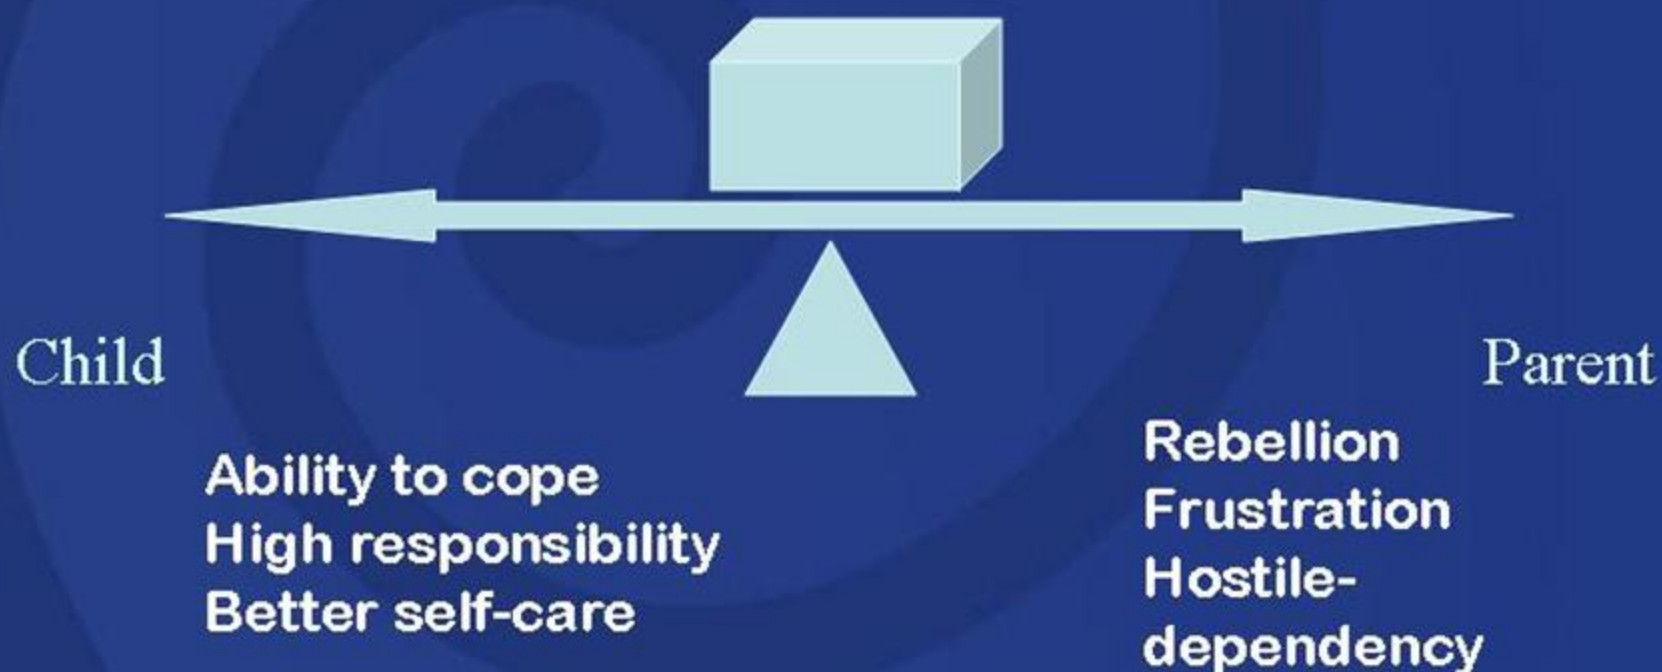 Child
Parent
Ability to cope
High responsibility
Better self-care
Rebellion
Frustration
Hostile-
dependency